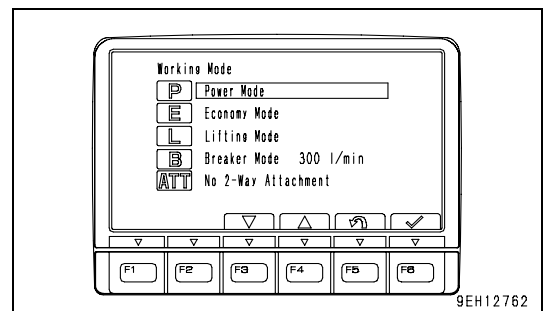 Working Mode
P Power Mode
E Economy Mode
L Lifting Mode
B Breaker Mode 300 l/min
ATT No 2-Way Attachment
F1 F2 F3 F4 F5 F6
9EH12762